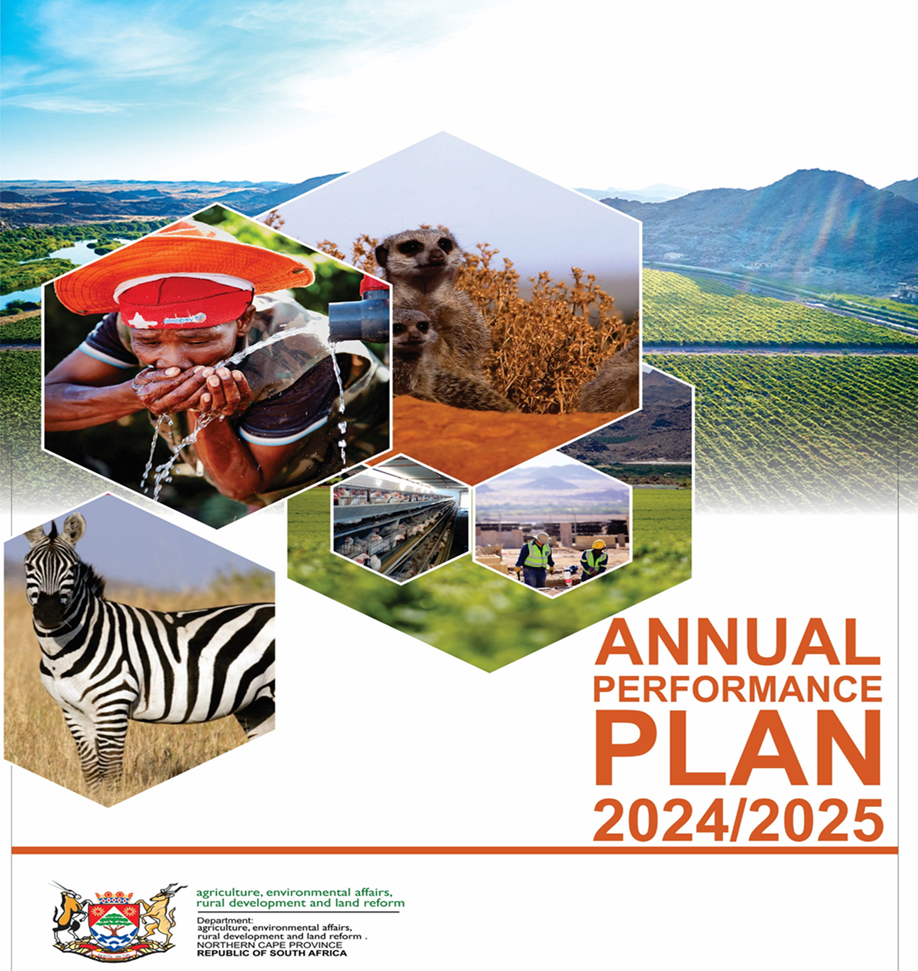 ANNUAL
PERFORMANCE
PLAN
2024/2025
agriculture, environmental affairs,
rural development and land reform
Department:
agriculture, environmental affairs,
rural development and land reform .
NORTHERN CAPE PROVINCE
REPUBLIC OF SOUTH AFRICA